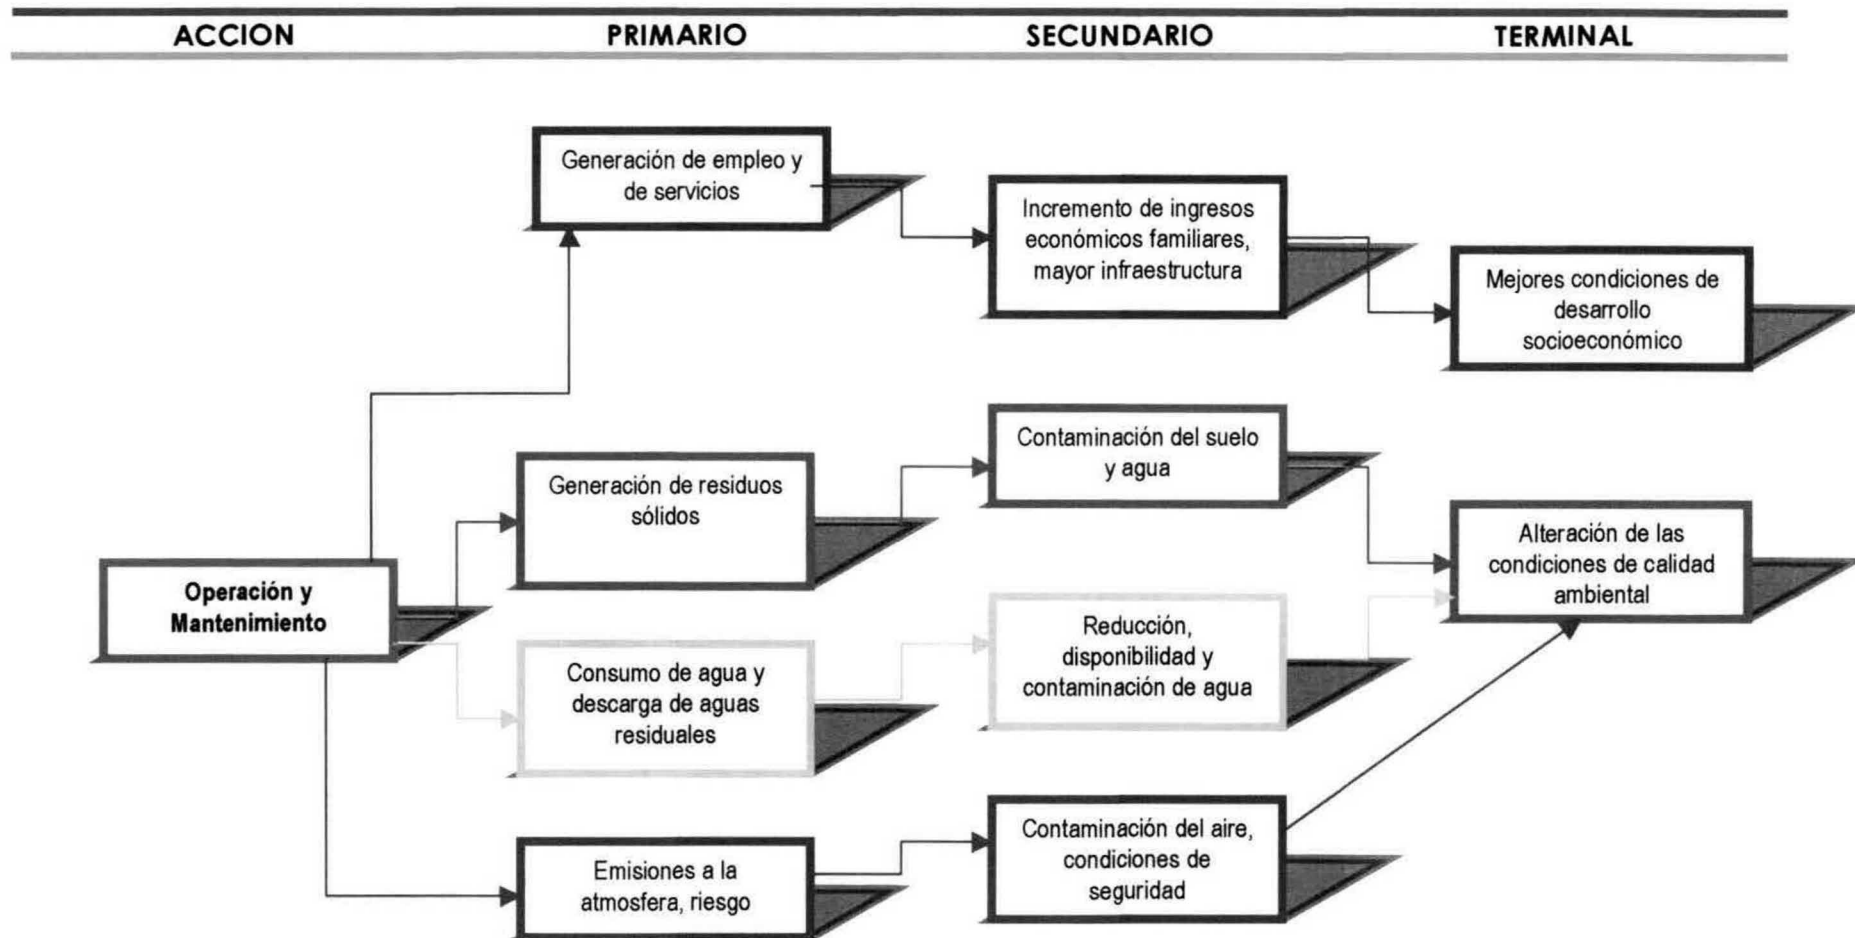 ACCION PRIMARIO SECUNDARIO TERMINAL
Generación de empleo y
de servicios
Incremento de ingresos
económicos familiares,
mayor infraestructura
Mejores condiciones de
desarrollo
socioeconómico
Contaminación del suelo
y agua
Generación de residuos
sólidos
Alteración de las
condiciones de calidad
ambiental
Operación y
Mantenimiento
Reducción,
disponibilidad y
contaminación de agua
Consumo de agua y
descarga de aguas
residuales
Contaminación del aire,
condiciones de
seguridad
Emisiones a la
atmosfera, riesgo